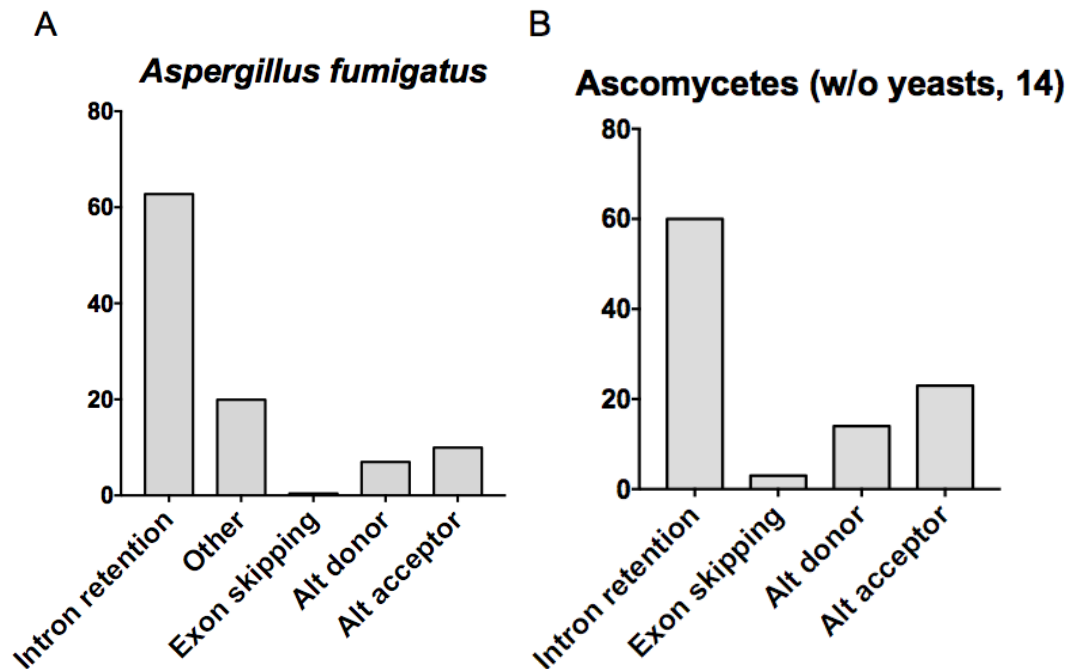 A
Aspergillus fumigatus
80
60
40
20
0
Intron retention
Other
Exon skipping
Alt donor
Alt acceptor
B
Ascomycetes (w/o yeasts, 14)
80
60
40
20
0
Intron retention
Exon skipping
Alt donor
Alt acceptor